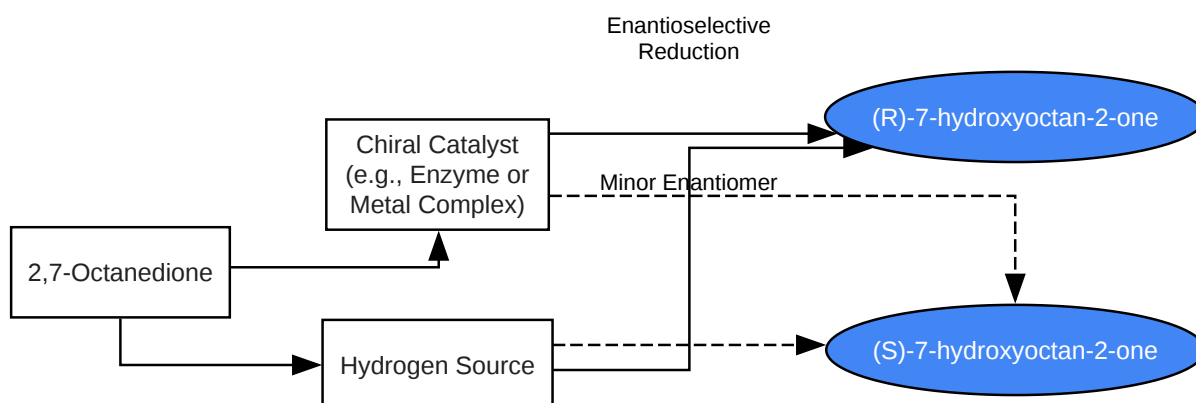 Enantioselective
Reduction
(R)-7-hydroxyoctan-2-one
Chiral Catalyst
(e.g., Enzyme or
Metal Complex)
Minor Enantiomer
2,7-Octanedione
Hydrogen Source
(S)-7-hydroxyoctan-2-one